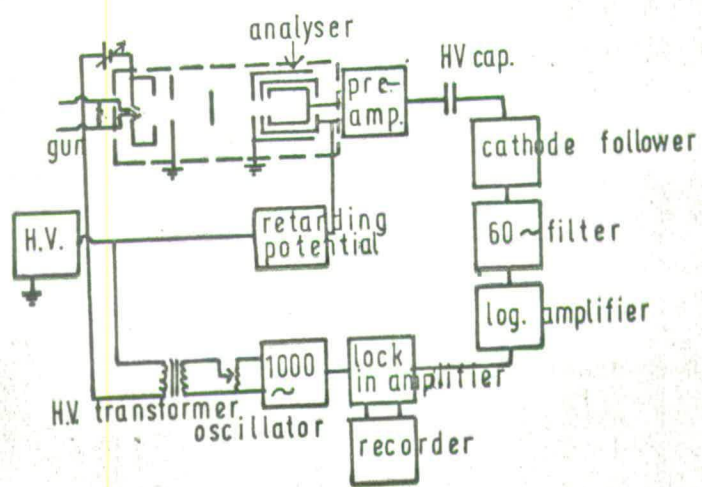 analyser
HV cap.
pre-
amp.
gun
cathode follower
H.V.
retarding
potential
60 ~ filter
log. amplifier
1000
~
lock
in amplifier
H.V. transformer
oscillator
recorder